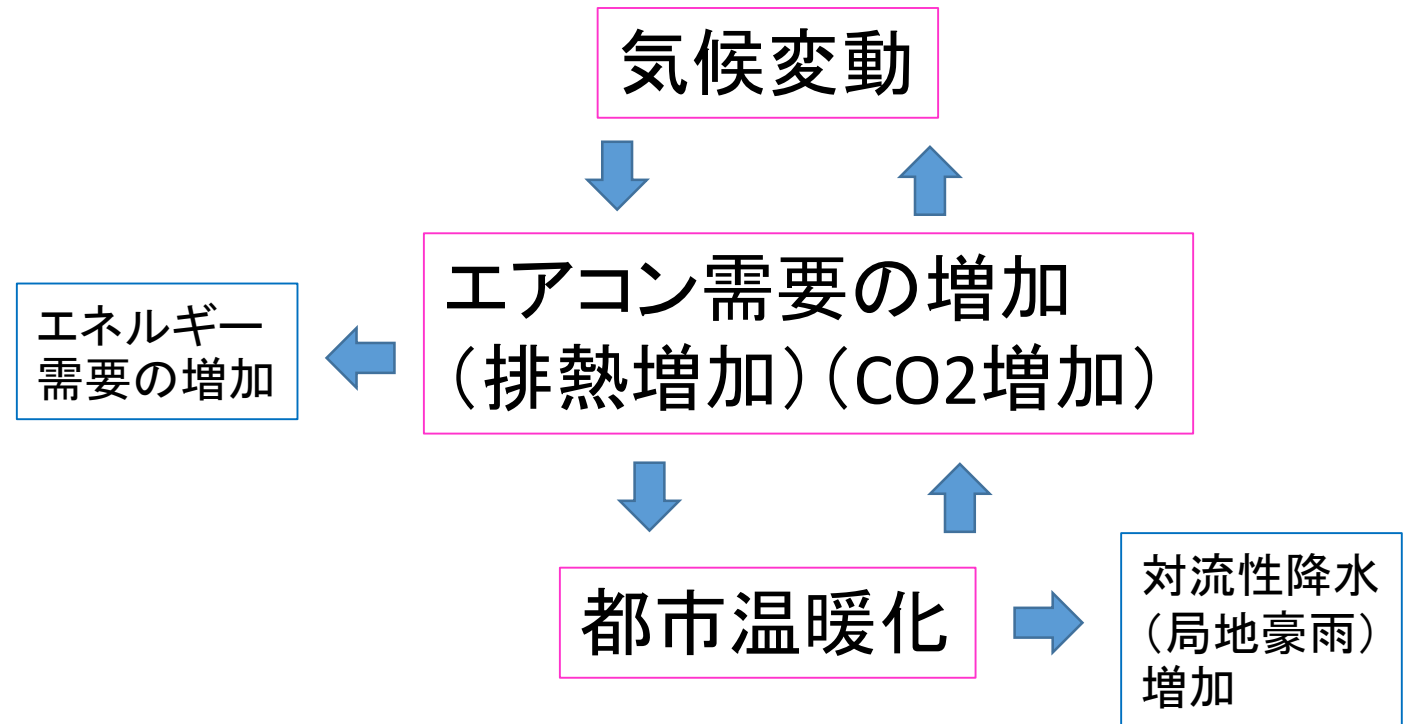 気候変動
エアコン需要の増加
（排熱増加）（CO2増加）
エネルギー
需要の増加
都市温暖化
対流性降水
（局地豪雨）
増加